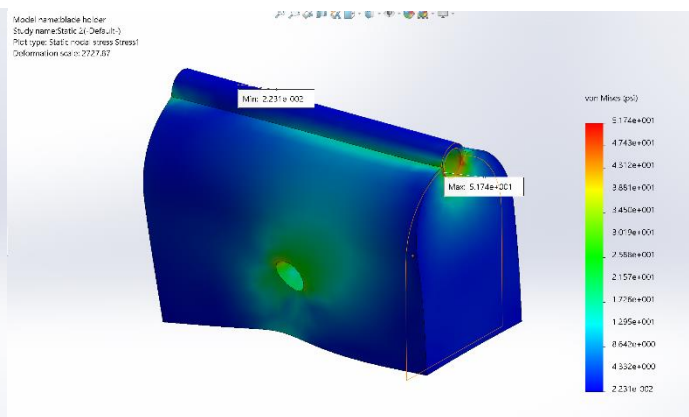 Model name:blade holder
Study name:Static 2(-Default-)
Plot type: Static nodal stress Stress1
Deformation scale: 2727.87
Min: 2.231e-002
Max: 5.174e+001
von Mises (psi)
5.174e+001
4.743e+001
4.312e+001
3.881e+001
3.450e+001
3.019e+001
2.588e+001
2.157e+001
1.726e+001
1.295e+001
8.642e+000
4.332e+000
2.231e-002